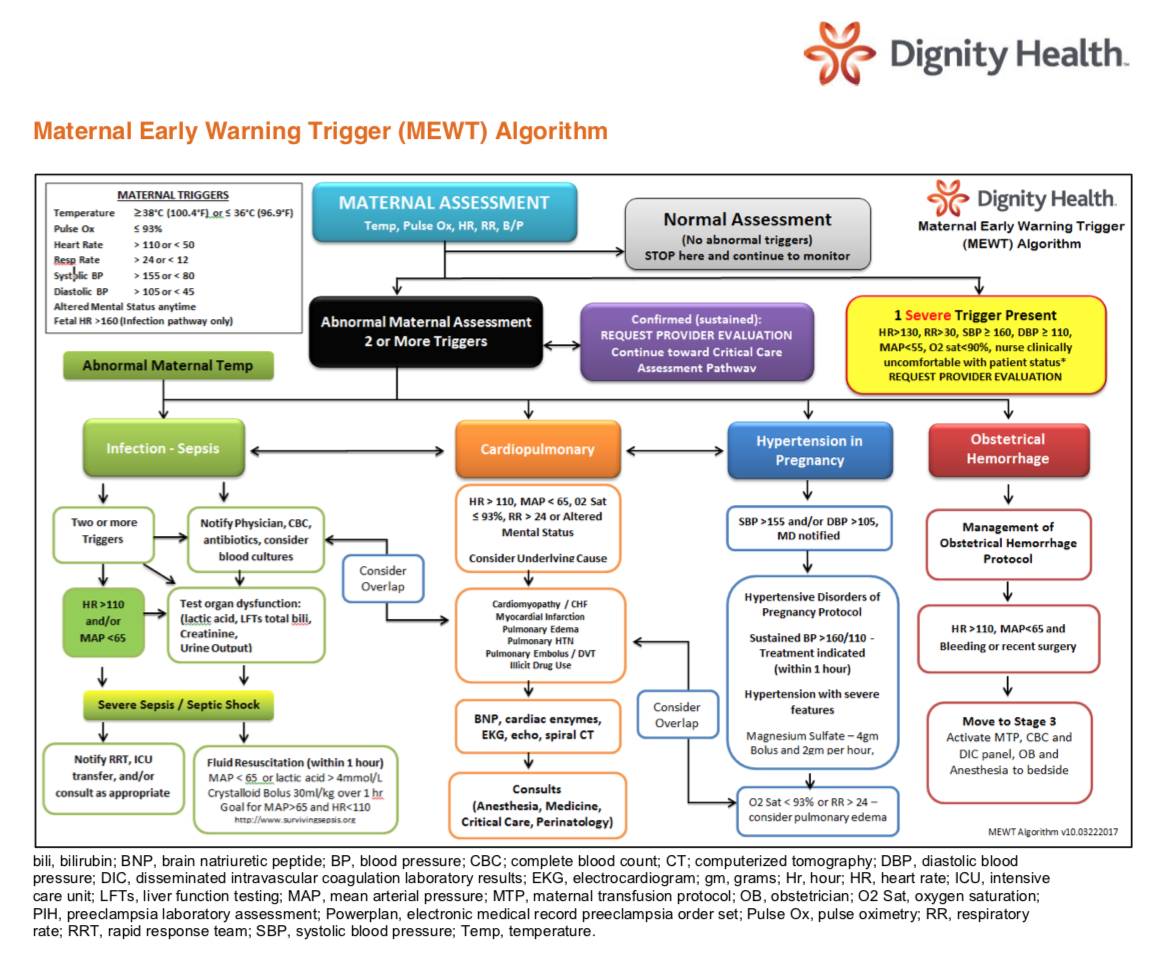 Dignity Health™
Maternal Early Warning Trigger (MEWT) Algorithm
MATERNAL TRIGGERS
Temperature ≥38°C (100.4°F) or ≤ 36°C (96.9°F)
Pulse Ox ≤ 93%
Heart Rate > 110 or < 50
Resp Rate > 24 or < 12
Systolic BP > 155 or < 80
Diastolic BP > 105 or < 45
Altered Mental Status anytime
Fetal HR >160 (Infection pathway only)
MATERNAL ASSESSMENT
Temp, Pulse Ox, HR, RR, B/P
Normal Assessment
(No abnormal triggers)
STOP here and continue to monitor
Dignity Health.
Maternal Early Warning Trigger
(MEWT) Algorithm
Abnormal Maternal Assessment
2 or More Triggers
Confirmed (sustained):
REQUEST PROVIDER EVALUATION
Continue toward Critical Care
Assessment Pathway
1 Severe Trigger Present
HR>130, RR>30, SBP ≥ 160, DBP ≥ 110,
MAP<55, O2 sat<90%, nurse clinically
uncomfortable with patient status*
REQUEST PROVIDER EVALUATION
Abnormal Maternal Temp
Infection - Sepsis
Two or more
Triggers
Notify Physician, CBC,
antibiotics, consider
blood cultures
HR >110
and/or
MAP <65
Test organ dysfunction:
(lactic acid, LFTs total bili,
Creatinine,
Urine Output)
Severe Sepsis / Septic Shock
Notify RRT, ICU
transfer, and/or
consult as appropriate
Fluid Resuscitation (within 1 hour)
MAP < 65 or lactic acid > 4mmol/L
Crystalloid Bolus 30ml/kg over 1 hr
Goal for MAP>65 and HR<110
http://www.survivingsepsis.org
Consider
Overlap
Cardiopulmonary
HR > 110, MAP < 65, 02 Sat
≤ 93%, RR > 24 or Altered
Mental Status
Consider Underlying Cause
Cardiomyopathy / CHF
Myocardial Infarction
Pulmonary Edema
Pulmonary HTN
Pulmonary Embolus / DVT
Illicit Drug Use
BNP, cardiac enzymes,
EKG, echo, spiral CT
Consults
(Anesthesia, Medicine,
Critical Care, Perinatology)
Consider
Overlap
Hypertension in
Pregnancy
SBP >155 and/or DBP >105,
MD notified
Hypertensive Disorders of
Pregnancy Protocol
Sustained BP >160/110 -
Treatment indicated
(within 1 hour)
Hypertension with severe
features
Magnesium Sulfate – 4gm
Bolus and 2gm per hour,
O2 Sat < 93% or RR > 24 –
consider pulmonary edema
Obstetrical
Hemorrhage
Management of
Obstetrical Hemorrhage
Protocol
HR >110, MAP<65 and
Bleeding or recent surgery
Move to Stage 3
Activate MTP, CBC and
DIC panel, OB and
Anesthesia to bedside
MEWT Algorithm v10.03222017
bili, bilirubin; BNP, brain natriuretic peptide; BP, blood pressure; CBC; complete blood count; CT; computerized tomography; DBP, diastolic blood
pressure; DIC, disseminated intravascular coagulation laboratory results; EKG, electrocardiogram; gm, grams; Hr, hour; HR, heart rate; ICU, intensive
care unit; LFTs, liver function testing; MAP, mean arterial pressure; MTP, maternal transfusion protocol; OB, obstetrician; O2 Sat, oxygen saturation;
PIH, preeclampsia laboratory assessment; Powerplan, electronic medical record preeclampsia order set; Pulse Ox, pulse oximetry; RR, respiratory
rate; RRT, rapid response team; SBP, systolic blood pressure; Temp, temperature.